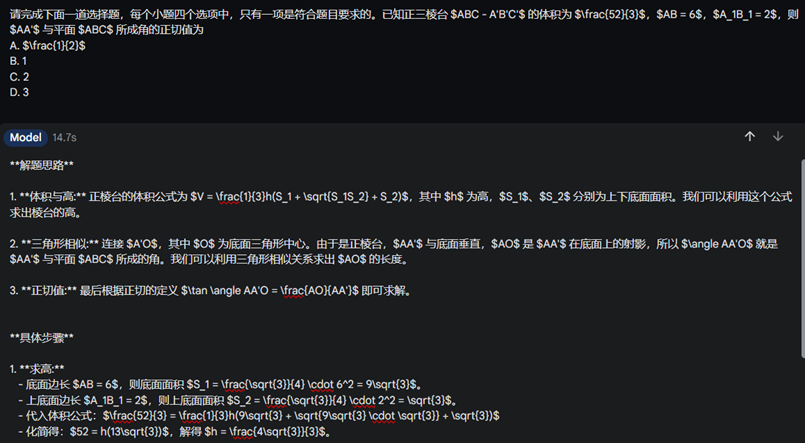 请完成下面一道选择题，每个小题四个选项中，只有一项是符合题目要求的。已知正三棱台 $ABC - A'B'C'$ 的体积为 $\frac{52}{3}$，$AB = 6$，$A_1B_1 = 2$，则
$AA'$ 与平面 $ABC$ 所成角的正切值为
A. $\frac{1}{2}$
B. 1
C. 2
D. 3
Model 14.7s
**解题思路**
1. **体积与高:** 正棱台的体积公式为 $V = \frac{1}{3}h(S_1 + \sqrt{S_1S_2} + S_2)$，其中 $h$ 为高，$S_1$、$S_2$ 分别为上下底面面积。我们可以利用这个公式
求出棱台的高。
2. **三角形相似:** 连接 $A'O$，其中 $O$ 为底面三角形中心。由于是正棱台，$AA'$ 与底面垂直，$AO$ 是 $AA'$ 在底面上的射影，所以 $\angle AA'O$ 就是
$AA'$ 与平面 $ABC$ 所成的角。我们可以利用三角形相似关系求出 $AO$ 的长度。
3. **正切值:** 最后根据正切的定义 $\tan \angle AA'O = \frac{AO}{AA'}$ 即可求解。
**具体步骤**
1. **求高:**
- 底面边长 $AB = 6$，则底面面积 $S_1 = \frac{\sqrt{3}}{4} \cdot 6^2 = 9\sqrt{3}$。
- 上底面边长 $A_1B_1 = 2$，则上底面面积 $S_2 = \frac{\sqrt{3}}{4} \cdot 2^2 = \sqrt{3}$。
- 代入体积公式：$\frac{52}{3} = \frac{1}{3}h(9\sqrt{3} + \sqrt{9\sqrt{3} \cdot \sqrt{3}} + \sqrt{3})$
- 化简得：$52 = h(13\sqrt{3})$，解得 $h = \frac{4\sqrt{3}}{3}$。